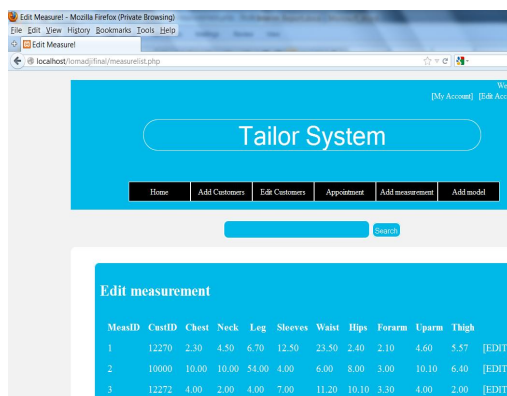 Edit Measure! - Mozilla Firefox (Private Browsing)
File Edit View History Bookmarks Tools Help
Edit Measure!
localhost/lomadjifinal/measurelist.php
We
[My Account] [Edit Acc
Tailor System
Home Add Customers Edit Customers Appointment Add measurement Add model
Search
Edit measurement
MeasID CustID Chest Neck Leg Sleeves Waist Hips Forarm Uparm Thigh
1 12270 2.30 4.50 6.70 12.50 23.50 2.40 2.10 4.60 5.57 [EDIT
2 10000 10.00 10.00 54.00 4.00 6.00 8.00 3.00 10.10 6.40 [EDIT
3 12272 4.00 2.00 4.00 7.00 11.20 10.10 3.30 4.00 2.00 [EDIT